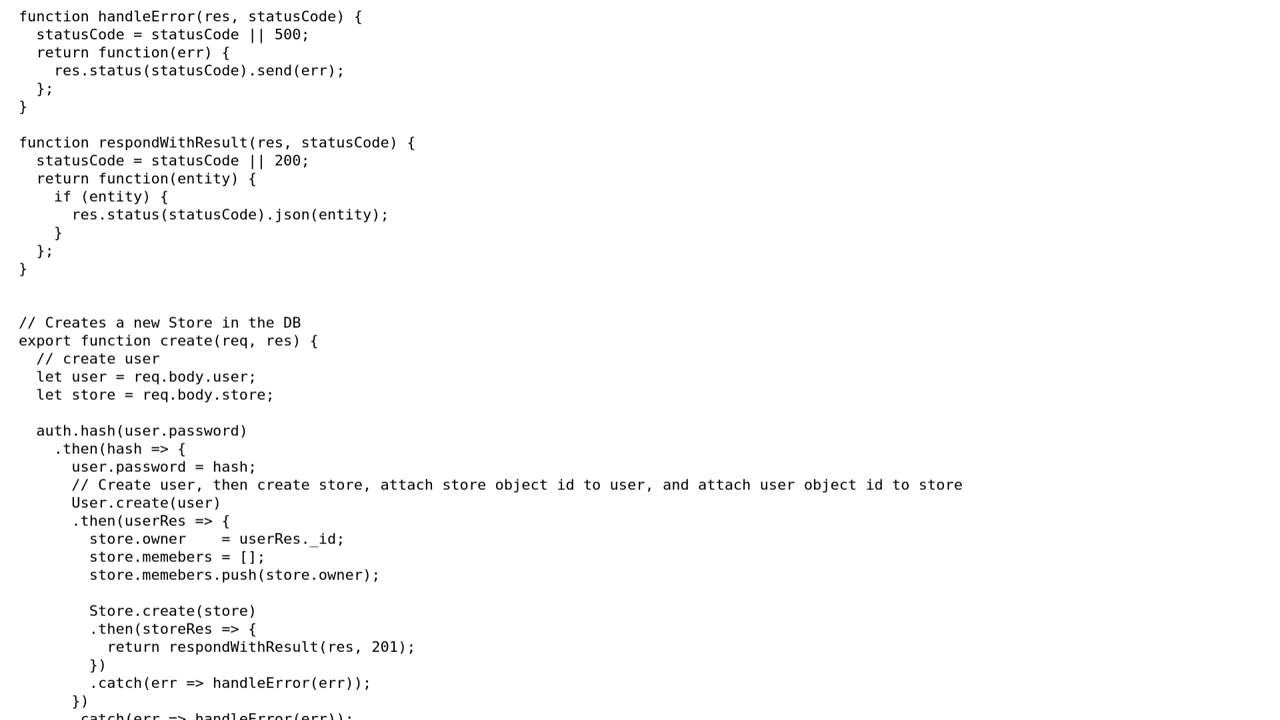 function handleError(res, statusCode) {
  statusCode = statusCode || 500;
  return function(err) {
    res.status(statusCode).send(err);
  };
}

function respondWithResult(res, statusCode) {
  statusCode = statusCode || 200;
  return function(entity) {
    if (entity) {
      res.status(statusCode).json(entity);
    }
  };
}


// Creates a new Store in the DB
export function create(req, res) {
  // create user
  let user = req.body.user;
  let store = req.body.store;

  auth.hash(user.password)
    .then(hash => {
      user.password = hash;
      // Create user, then create store, attach store object id to user, and attach user object id to store
      User.create(user)
      .then(userRes => {
        store.owner    = userRes._id;
        store.memebers = [];
        store.memebers.push(store.owner);

        Store.create(store)
        .then(storeRes => {
          return respondWithResult(res, 201);
        })
        .catch(err => handleError(err));
      })
      .catch(err => handleError(err));